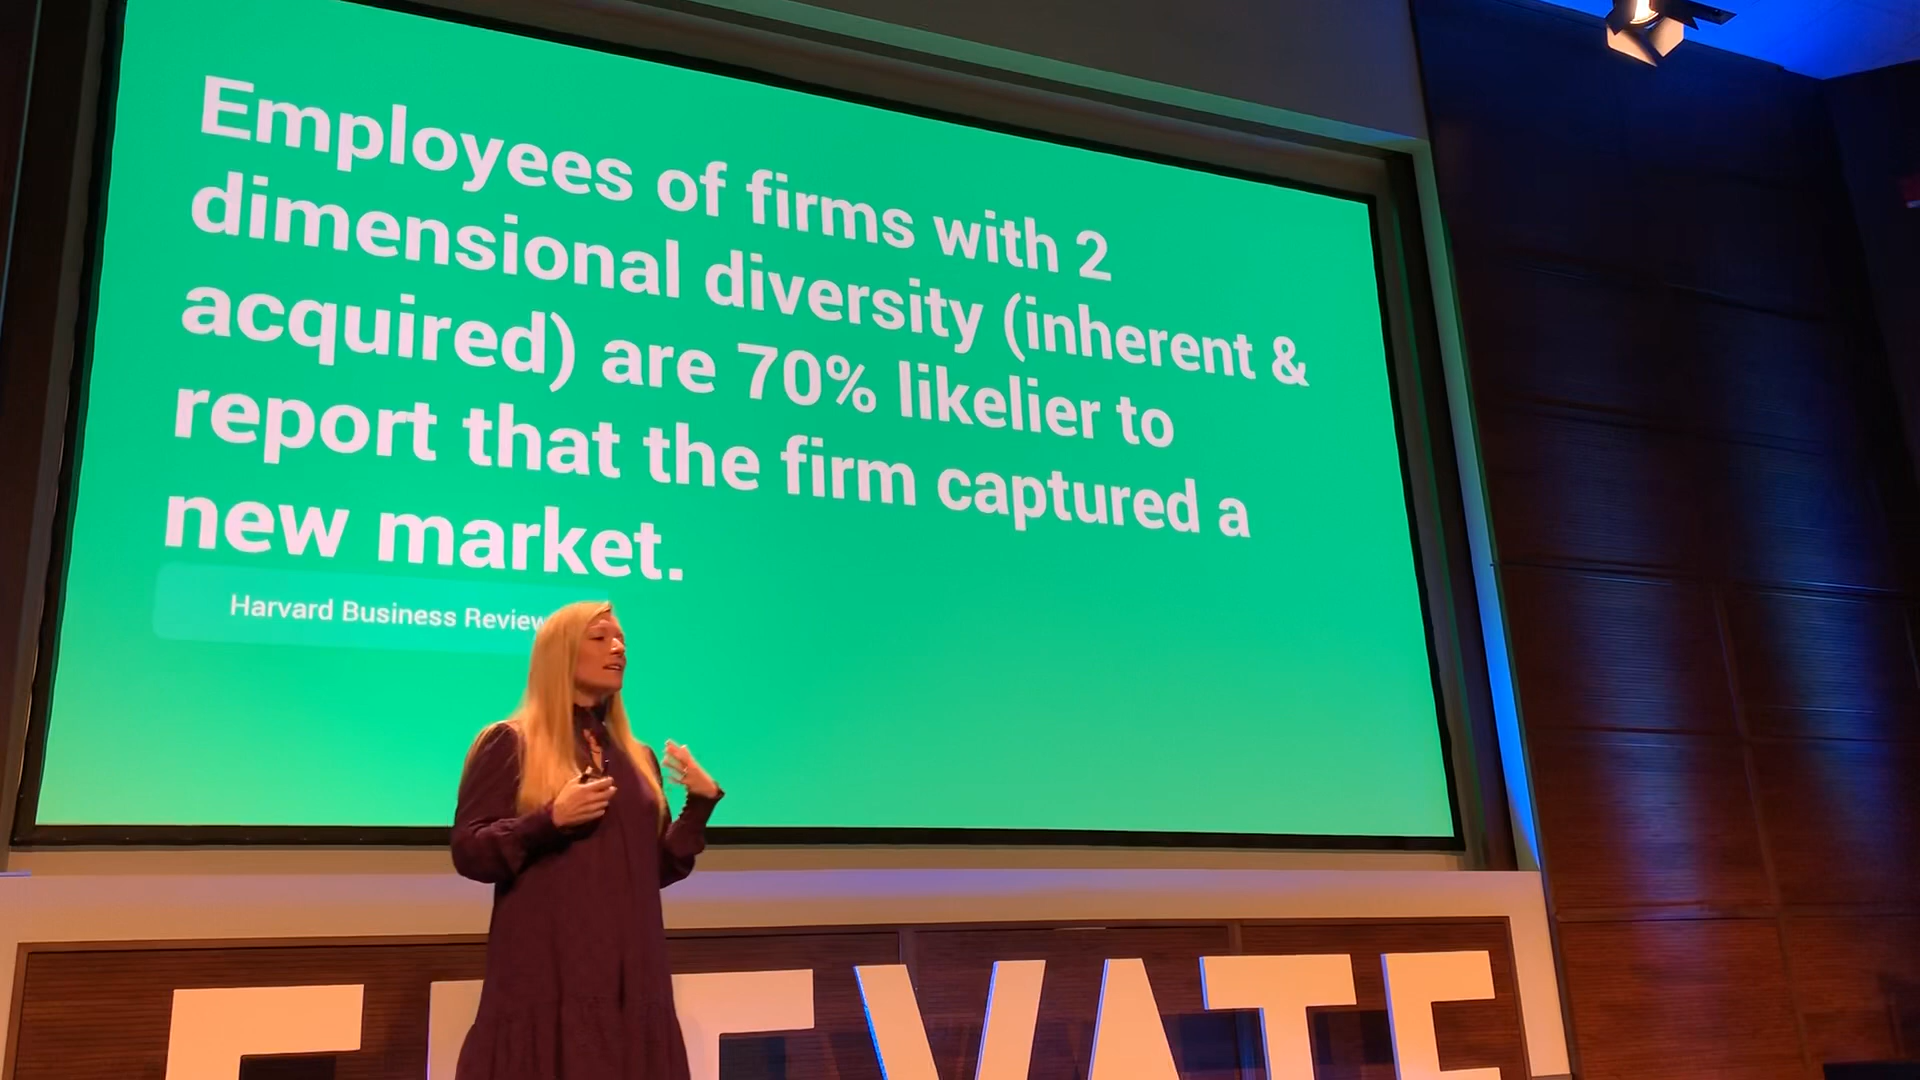 Employees of firms with 2
dimensional diversity (inherent &
acquired) are 70% likelier to
report that the firm captured a
new market.
Harvard Business Review
ELEVATE